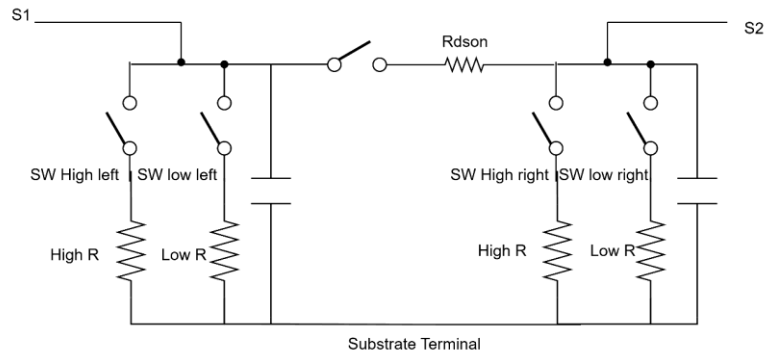 S1
S2
Rdson
SW High left
SW low left
SW High right
SW low right
High R
Low R
High R
Low R
Substrate Terminal